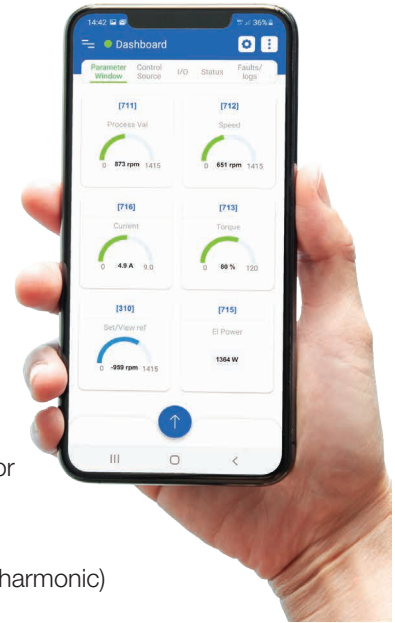 14:42 36%
Dashboard
Parameter Window Control Source I/O Status Faults/ logs
[711] [712]
Process Val Speed
0 873 rpm 1415 0 651 rpm 1415
[716] [713]
Current Torque
0 4.9 A 9.0 0 80 % 120
[310] [715]
Set/View ref El Power
0 -959 rpm 1415 1364 W
or
harmonic)